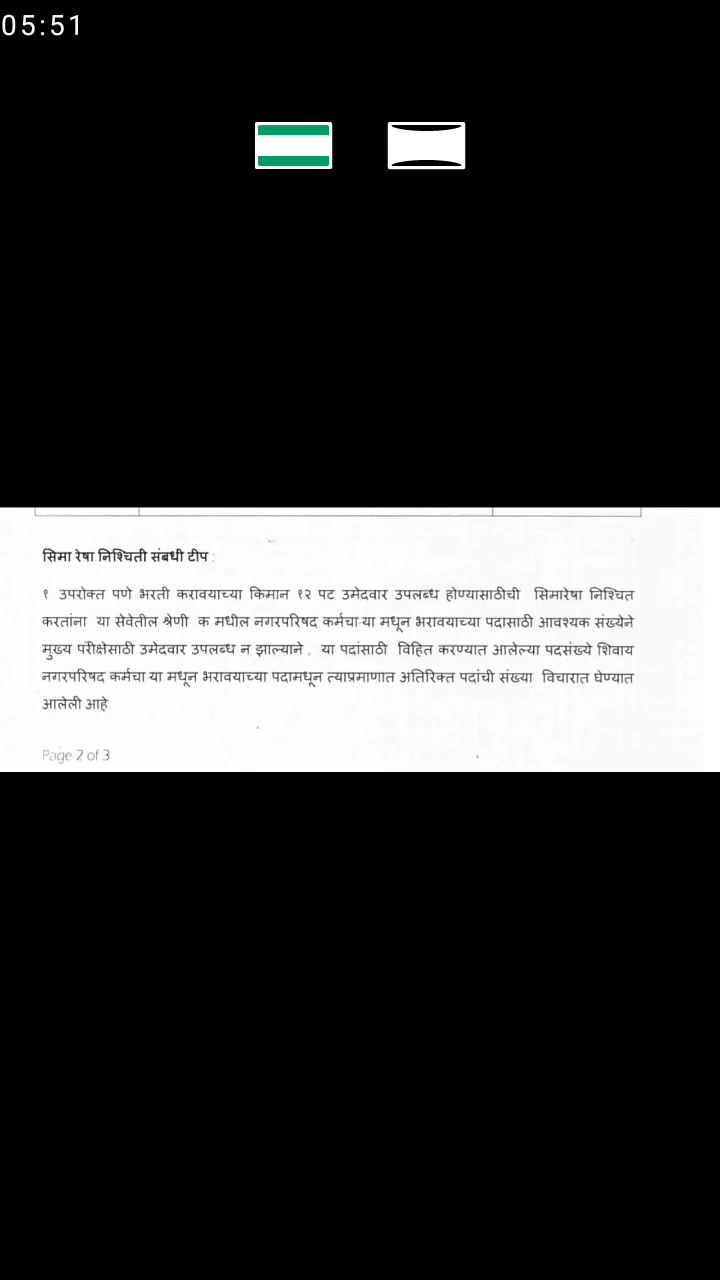 05:51
सिमा रेषा निश्चिती संबधी टीप :
१ उपरोक्त पणे भरती करावयाच्या किमान १२ पट उमेदवार उपलब्ध होण्यासाठीची सिमारेषा निश्चित
करतांना या सेवेतील श्रेणी क मधील नगरपरिषद कर्मचा-या मधून भरावयाच्या पदासाठी आवश्यक संख्येने
मुख्य परीक्षेसाठी उमेदवार उपलब्ध न झाल्याने , या पदांसाठी विहित करण्यात आलेल्या पदसंख्ये शिवाय
नगरपरिषद कर्मचा-या मधून भरावयाच्या पदामधून त्याप्रमाणात अतिरिक्त पदांची संख्या विचारात घेण्यात
आलेली आहे
Page 2 of 3